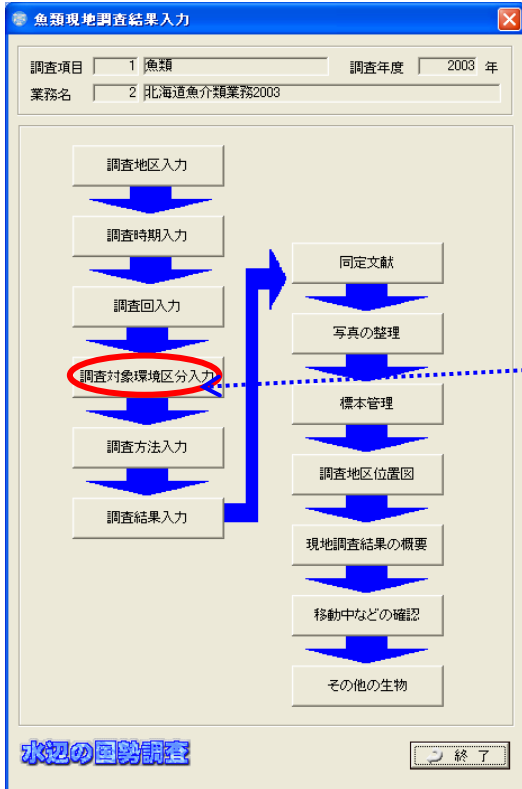 魚類現地調査結果入力
調査項目 1 魚類 調査年度 2003 年
業務名 2 北海道魚介類業務2003
調査地区入力
調査時期入力
調査回入力
調査対象環境区分入力
調査方法入力
調査結果入力
同定文献
写真の整理
標本管理
調査地区位置図
現地調査結果の概要
移動中などの確認
その他の生物
水辺の国勢調査
終 了